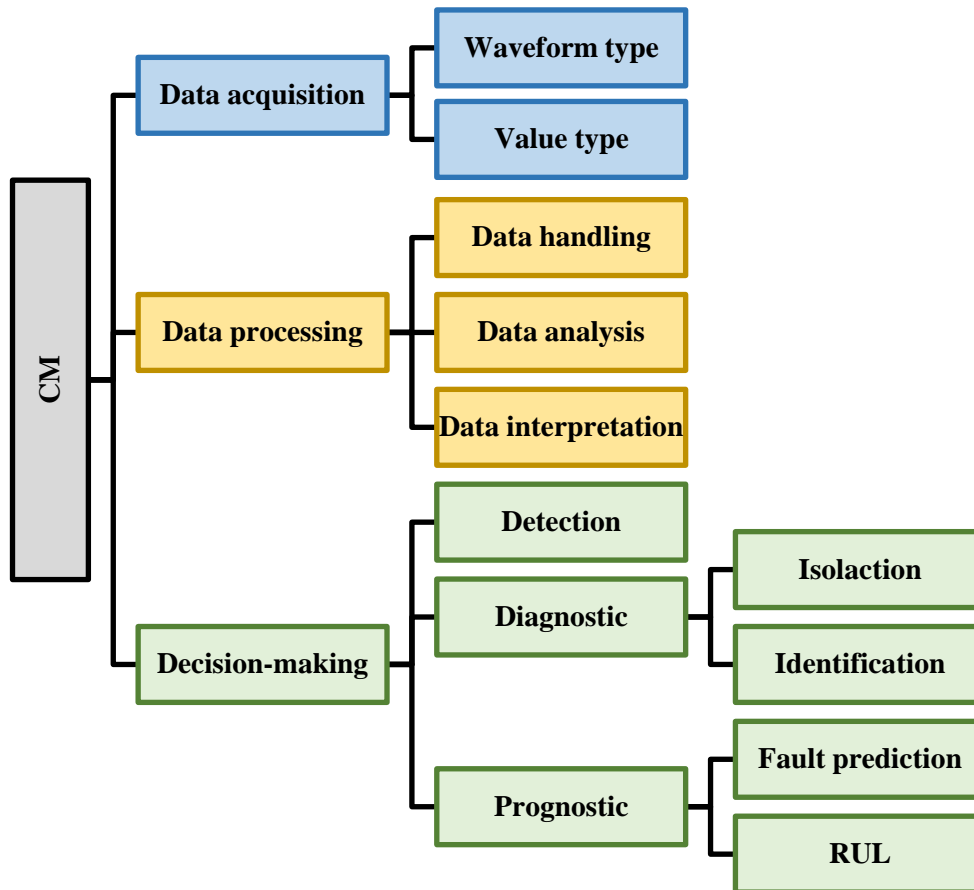 CM
Data acquisition
Waveform type
Value type
Data processing
Data handling
Data analysis
Data interpretation
Decision-making
Detection
Diagnostic
Isolaction
Identification
Prognostic
Fault prediction
RUL